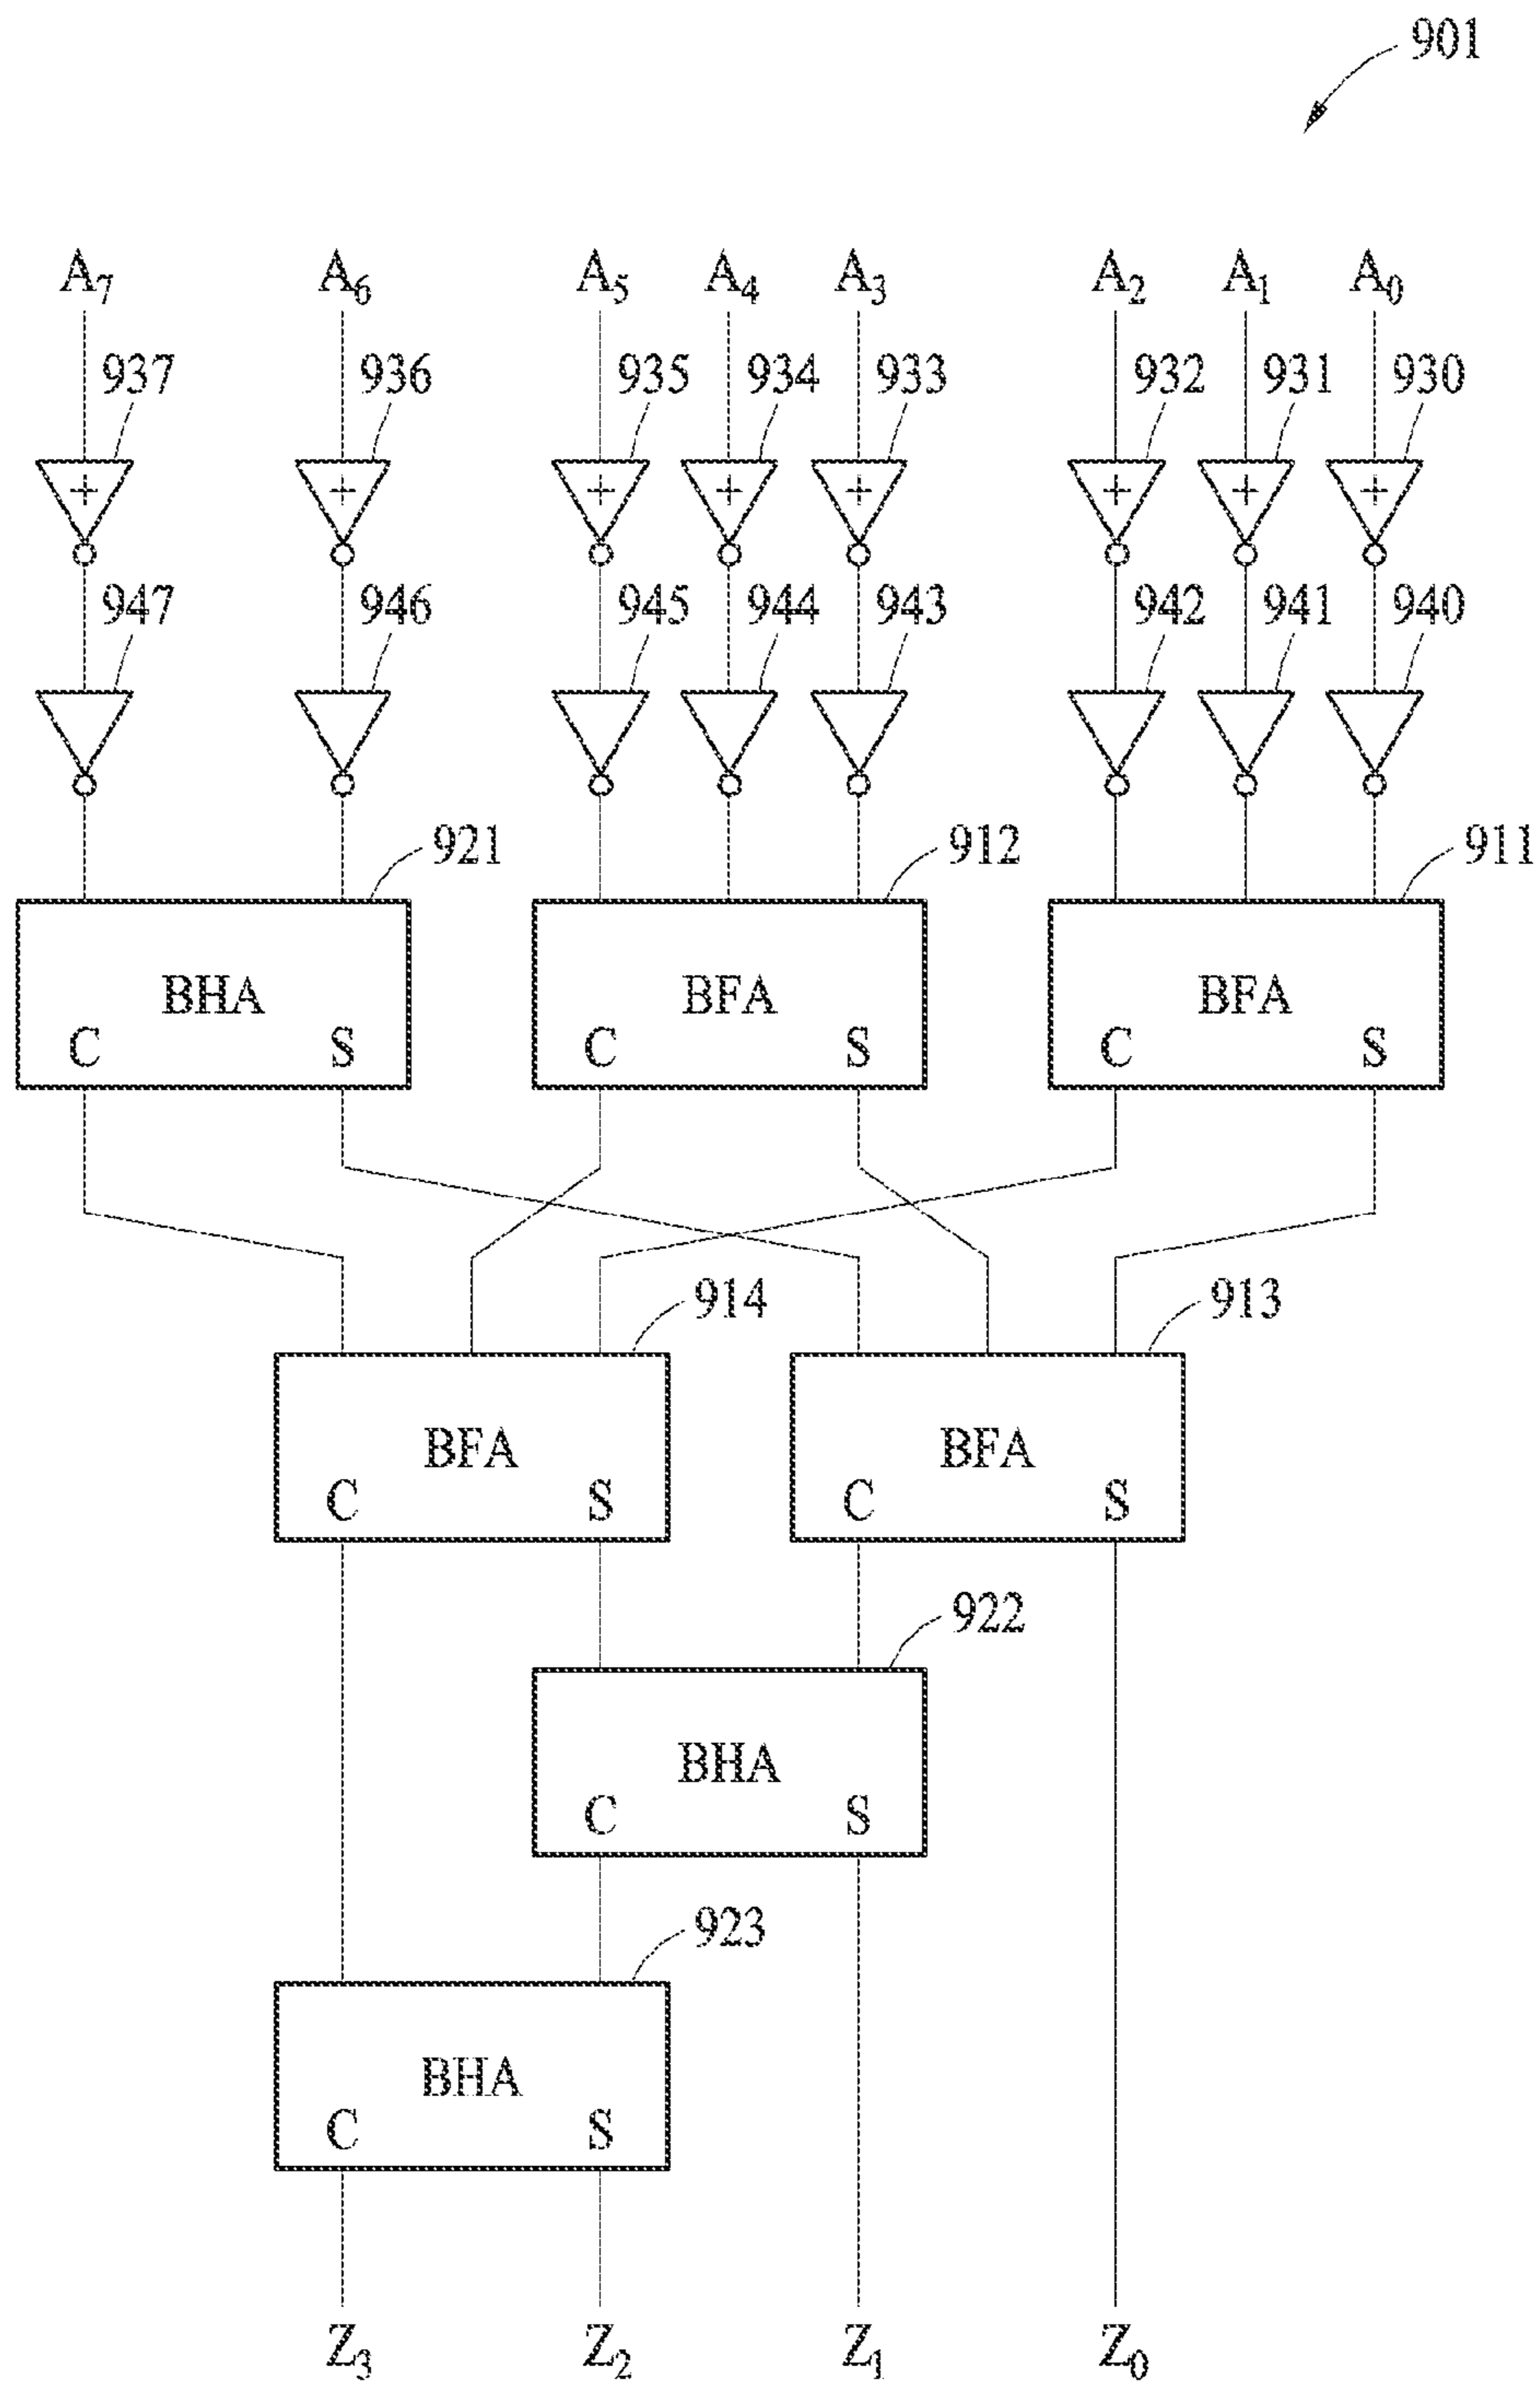 901
A₇ A₆ A₅ A₄ A₃ A₂ A₁ A₀
937 936 935 934 933 932 931 930
+ + + + + + + +
947 946 945 944 943 942 941 940
921 912 911
BHA BFA BFA
C S C S C S
914 913
BFA BFA
C S C S
922
BHA
C S
923
BHA
C S
Z₃ Z₂ Z₁ Z₀